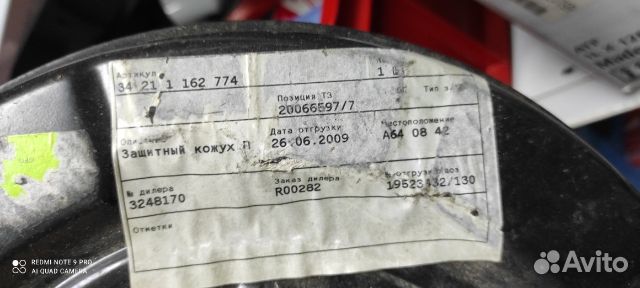 Артикул
34 21 1 162 774
1
Позиция ТЗ
20066597/7
Тип
Дата отгрузки
Местоположение
Защитный кожух П
26.06.2009
А64 08 42
№ дилера
Заказ дилера
3248170
R00282
19523432/130
Отметки
REDMI NOTE 9 PRO
AI QUAD CAMERA
Avito